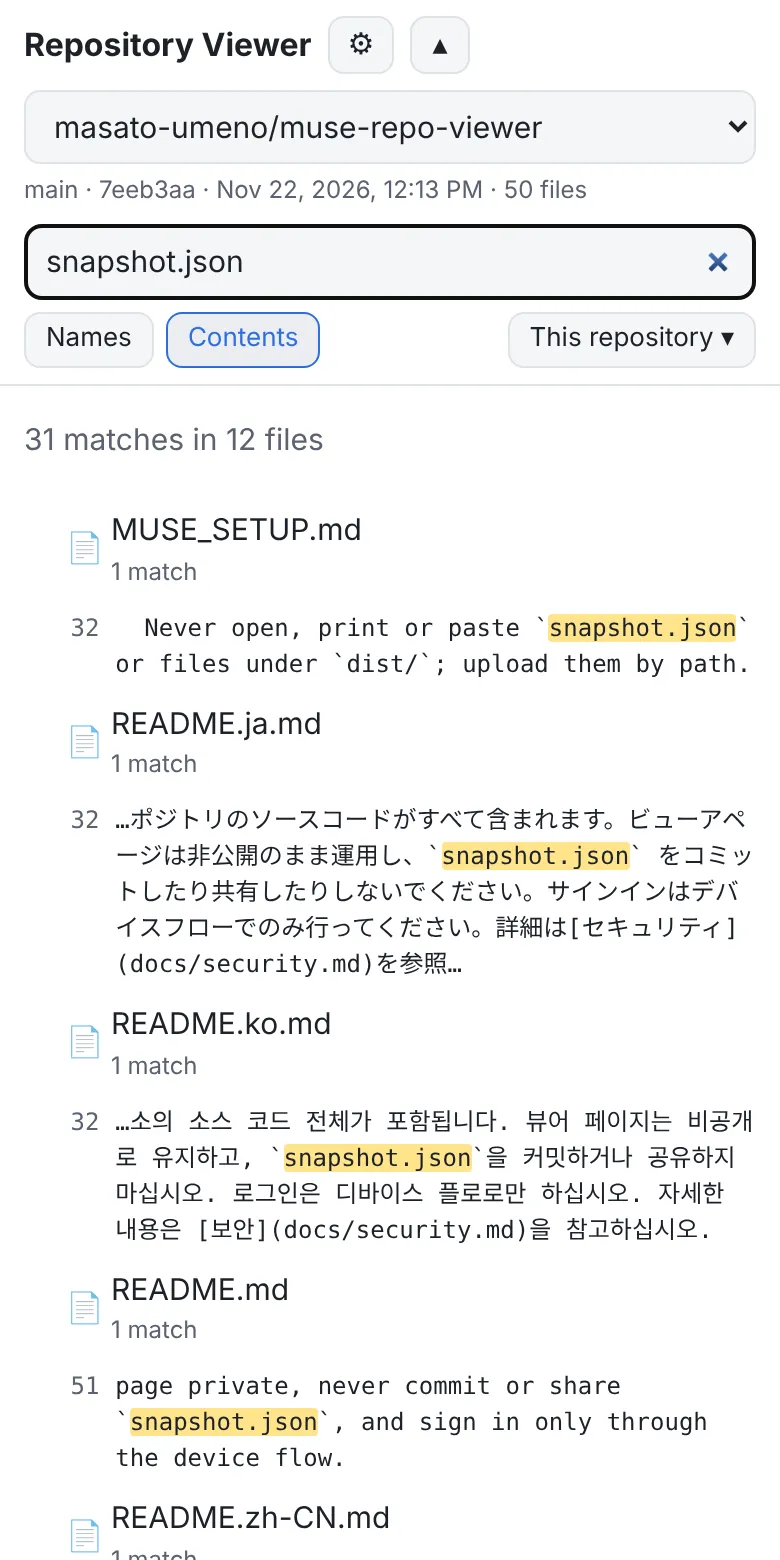 Repository Viewer ⚙ ▲
masato-umeno/muse-repo-viewer
main · 7eeb3aa · Nov 22, 2026, 12:13 PM · 50 files
snapshot.json ×
Names Contents This repository ▾
31 matches in 12 files
MUSE_SETUP.md
1 match
32 Never open, print or paste `snapshot.json`
or files under `dist/`; upload them by path.
README.ja.md
1 match
32 …ポジトリのソースコードがすべて含まれます。ビューアペ
ージは非公開のまま運用し、`snapshot.json` をコミッ
トしたり共有したりしないでください。サインインはデバ
イスフローでのみ行ってください。詳細は[セキュリティ]
(docs/security.md)を参照…
README.ko.md
1 match
32 …소의 소스 코드 전체가 포함됩니다. 뷰어 페이지는 비공개
로 유지하고, `snapshot.json`을 커밋하거나 공유하지
마십시오. 로그인은 디바이스 플로로만 하십시오. 자세한
내용은 [보안](docs/security.md)을 참고하십시오.
README.md
1 match
51 page private, never commit or share
`snapshot.json`, and sign in only through
the device flow.
README.zh-CN.md
1 match